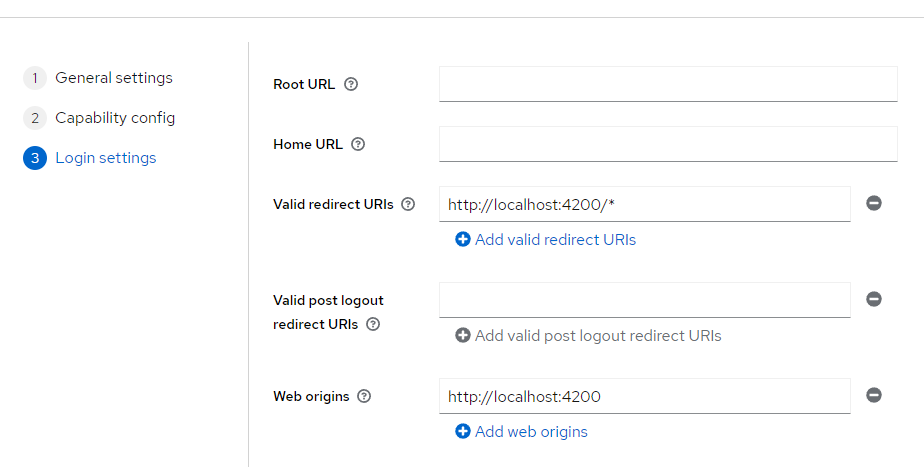 1 General settings
2 Capability config
3 Login settings
Root URL
Home URL
Valid redirect URIs
http://localhost:4200/*
Add valid redirect URIs
Valid post logout
redirect URIs
Add valid post logout redirect URIs
Web origins
http://localhost:4200
Add web origins